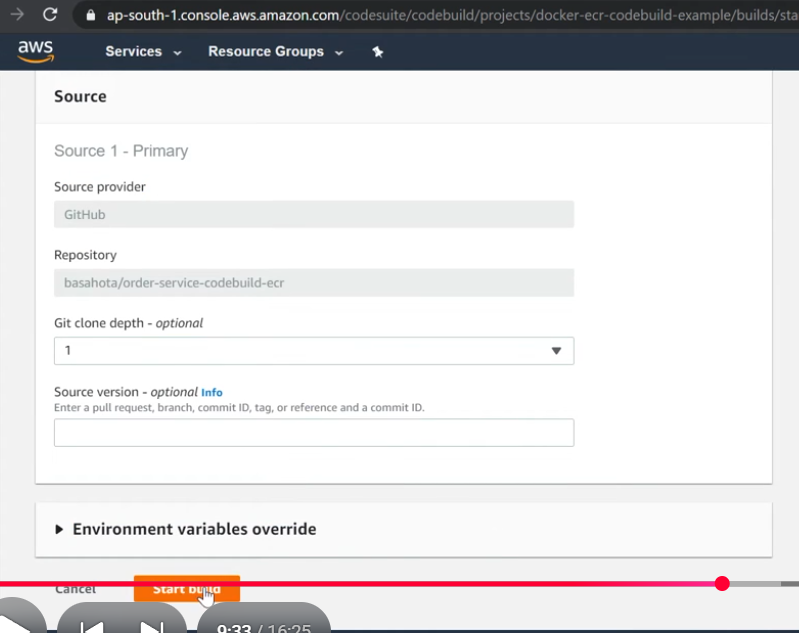 ap-south-1.console.aws.amazon.com/codesuite/codebuild/projects/docker-ecr-codebuild-example/builds/sta
aws Services Resource Groups
Source
Source 1 - Primary
Source provider
GitHub
Repository
basahota/order-service-codebuild-ecr
Git clone depth - optional
1
Source version - optional Info
Enter a pull request, branch, commit ID, tag, or reference and a commit ID.
Environment variables override
Cancel Start build
9:33 / 16:25